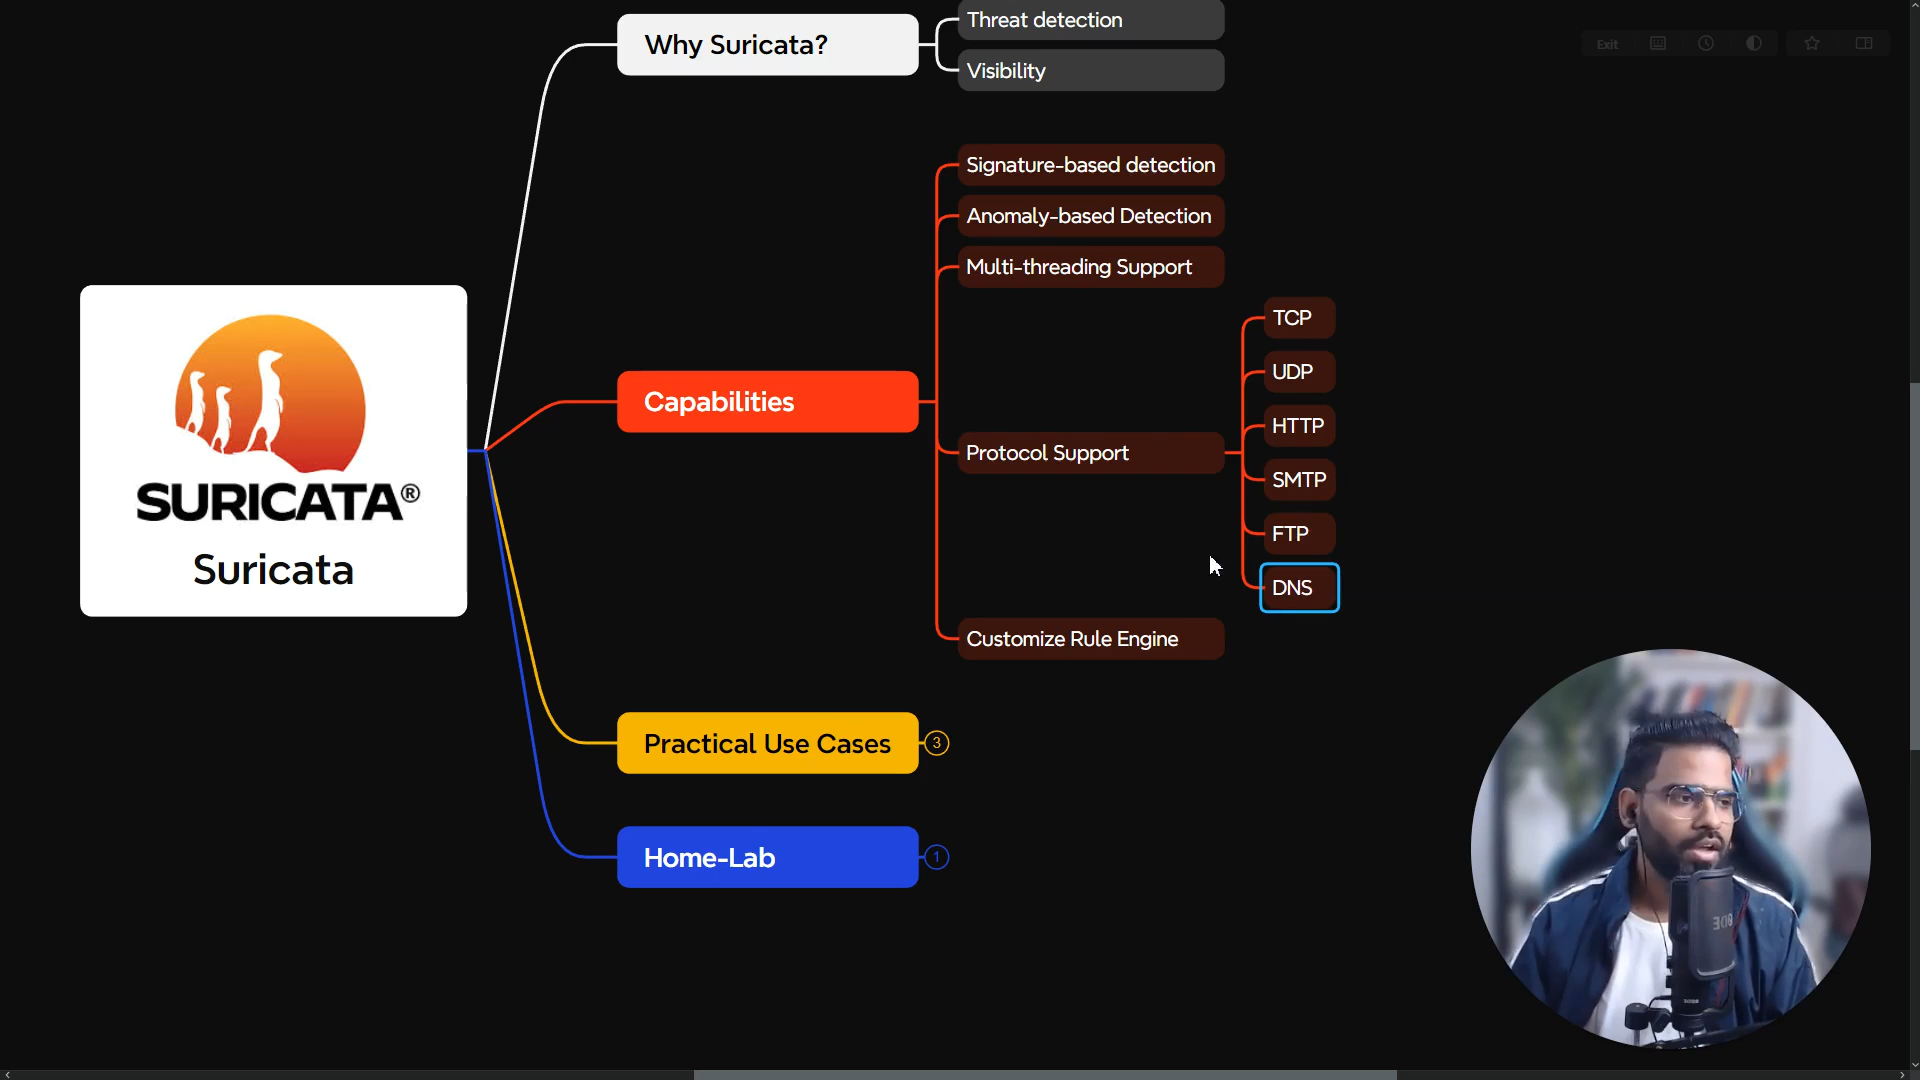 Why Suricata?
Threat detection
Visibility
Exit
Signature-based detection
Anomaly-based Detection
Multi-threading Support
Capabilities
Protocol Support
TCP
UDP
HTTP
SMTP
FTP
DNS
Customize Rule Engine
SURICATA®
Suricata
Practical Use Cases
3
Home-Lab
1